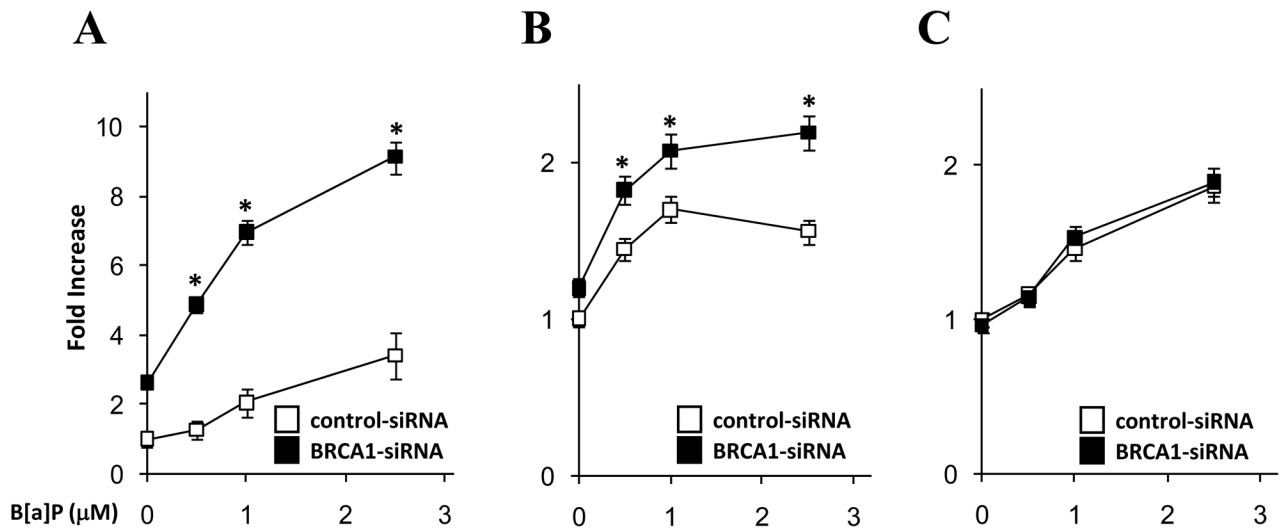 A
B
C
Fold Increase
10
8
6
4
2
0
*
*
*
control-siRNA
BRCA1-siRNA
B[a]P (μM)
0
1
2
3
2
1
0
*
*
*
control-siRNA
BRCA1-siRNA
0
1
2
3
2
1
0
control-siRNA
BRCA1-siRNA
0
1
2
3